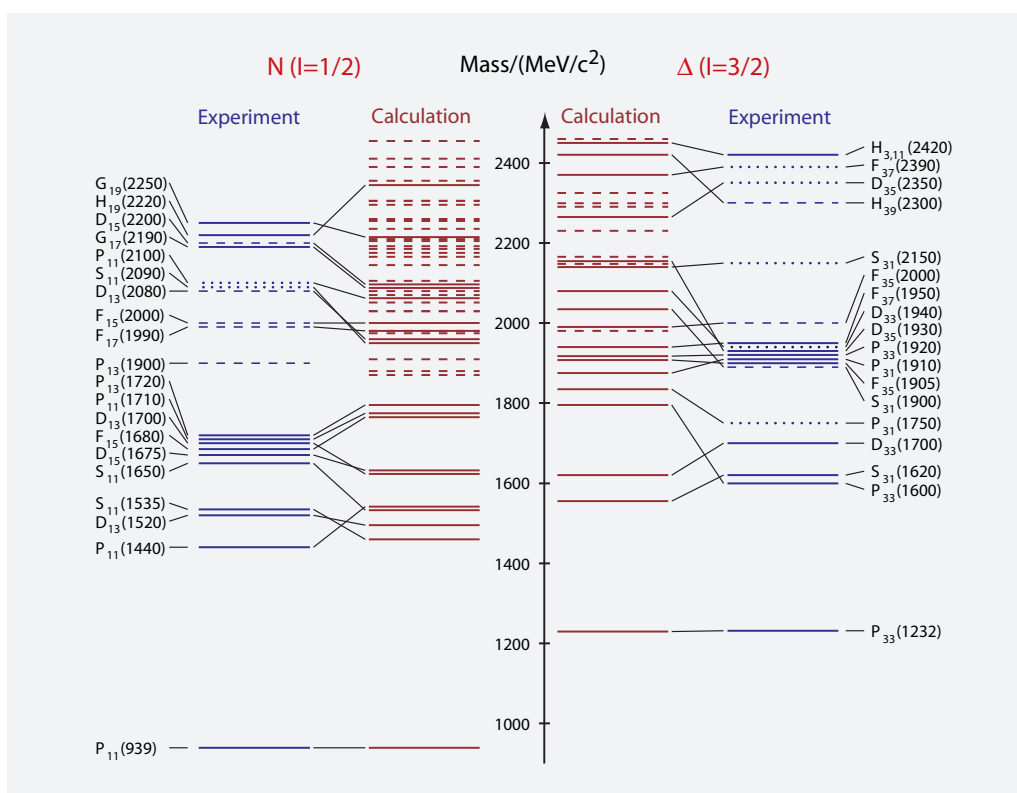 N (I=1/2) Mass/(MeV/c²) Δ (I=3/2)
Experiment Calculation Calculation Experiment
G₁₉(2250)
H₁₉(2220)
D₁₅(2200)
G₁₇(2190)
P₁₁(2100)
S₁₁(2090)
D₁₃(2080)
F₁₅(2000)
F₁₇(1990)
P₁₃(1900)
P₁₃(1720)
P₁₁(1710)
D₁₃(1700)
F₁₅(1680)
D₁₅(1675)
S₁₁(1650)
S₁₁(1535)
D₁₃(1520)
P₁₁(1440)
P₁₁(939)
2400
2200
2000
1800
1600
1400
1200
1000
H₃,₁₁(2420)
F₃₇(2390)
D₃₅(2350)
H₃₉(2300)
S₃₁(2150)
F₃₅(2000)
F₃₇(1950)
D₃₃(1940)
D₃₅(1930)
P₃₃(1920)
P₃₁(1910)
F₃₅(1905)
S₃₁(1900)
P₃₁(1750)
D₃₃(1700)
S₃₁(1620)
P₃₃(1600)
P₃₃(1232)